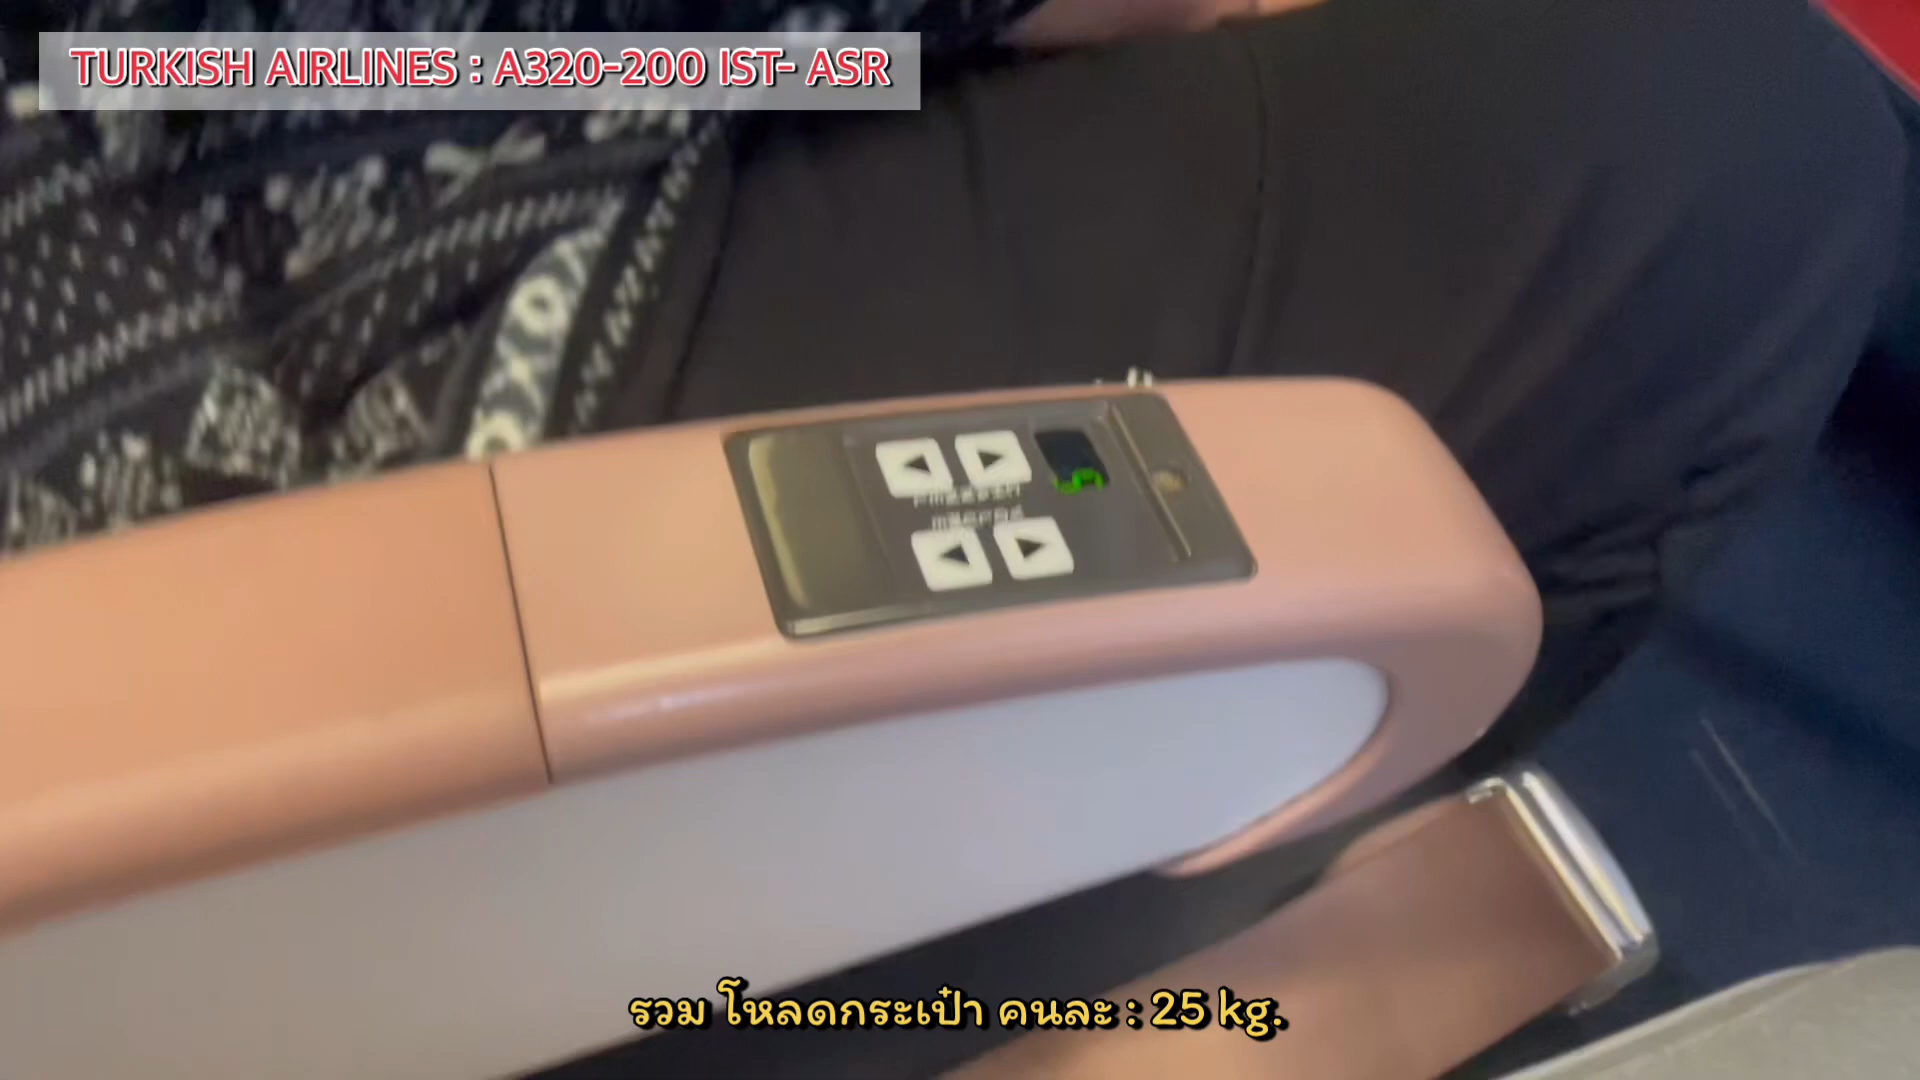 TURKISH AIRLINES : A320-200 IST- ASR
5
รวม โหลดกระเป๋า คนละ : 25 kg.